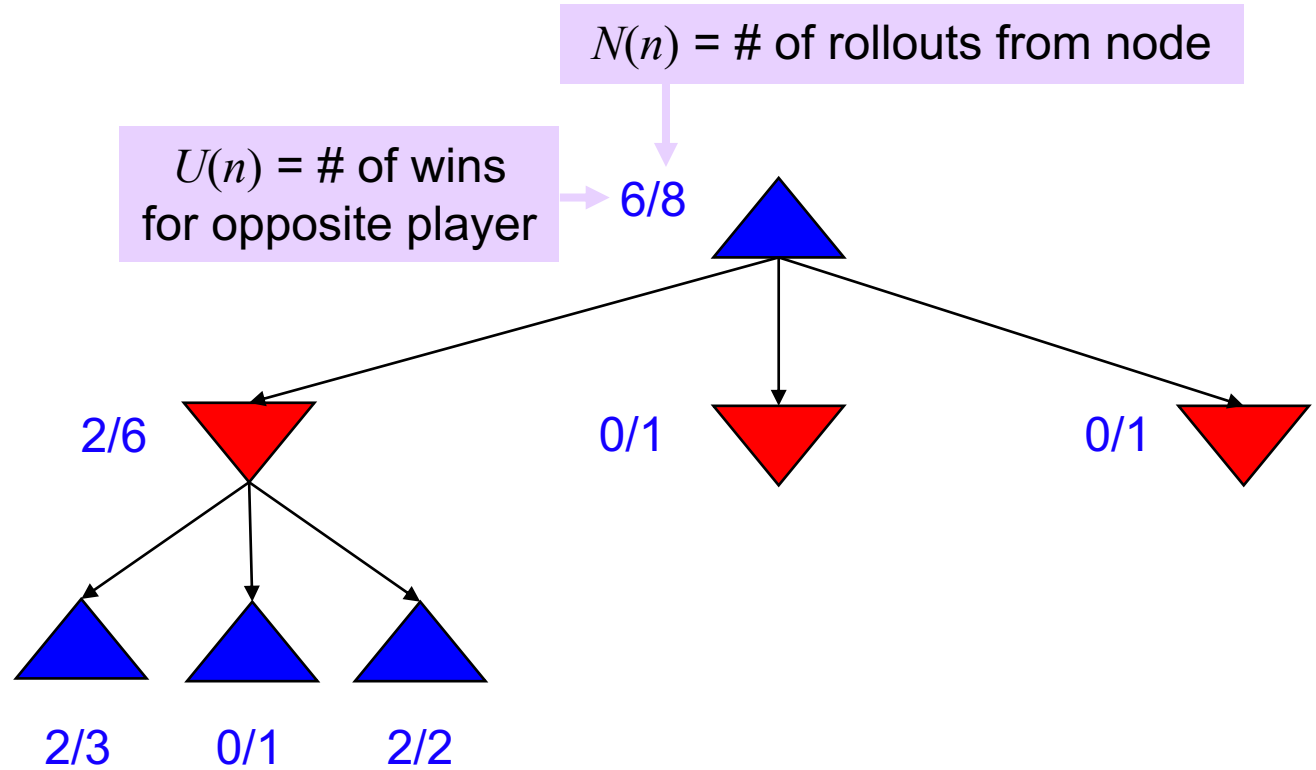 N(n) = # of rollouts from node
U(n) = # of wins
for opposite player
6/8
2/6
0/1
0/1
2/3
0/1
2/2